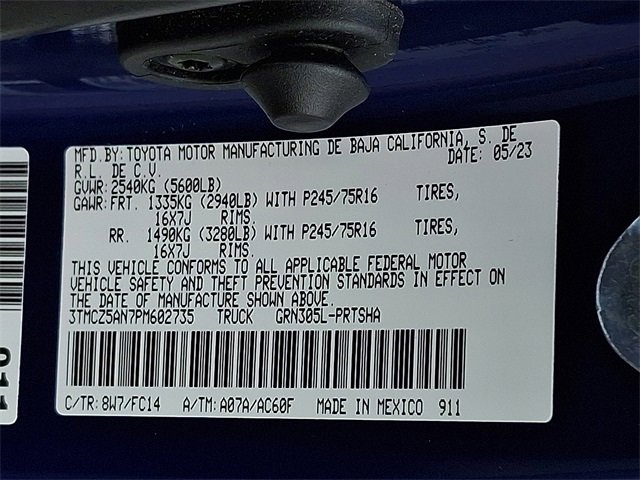 MFD.BY:TOYOTA MOTOR MANUFACTURING DE BAJA CALIFORNIA, S. DE
R.L. DE C.V. DATE: 05/23
GVWR:2540KG (5600LB)
GAWR:FRT. 1335KG (2940LB) WITH P245/75R16 TIRES,
16X7J RIMS.
RR. 1490KG (3280LB) WITH P245/75R16 TIRES,
16X7J RIMS.
THIS VEHICLE CONFORMS TO ALL APPLICABLE FEDERAL MOTOR
VEHICLE SAFETY AND THEFT PREVENTION STANDARDS IN EFFECT ON
THE DATE OF MANUFACTURE SHOWN ABOVE.
3TMCZ5AN7PM602735 TRUCK GRN305L-PRTSHA
C/TR: 8W7/FC14 A/TM: A07A/AC60F MADE IN MEXICO 911